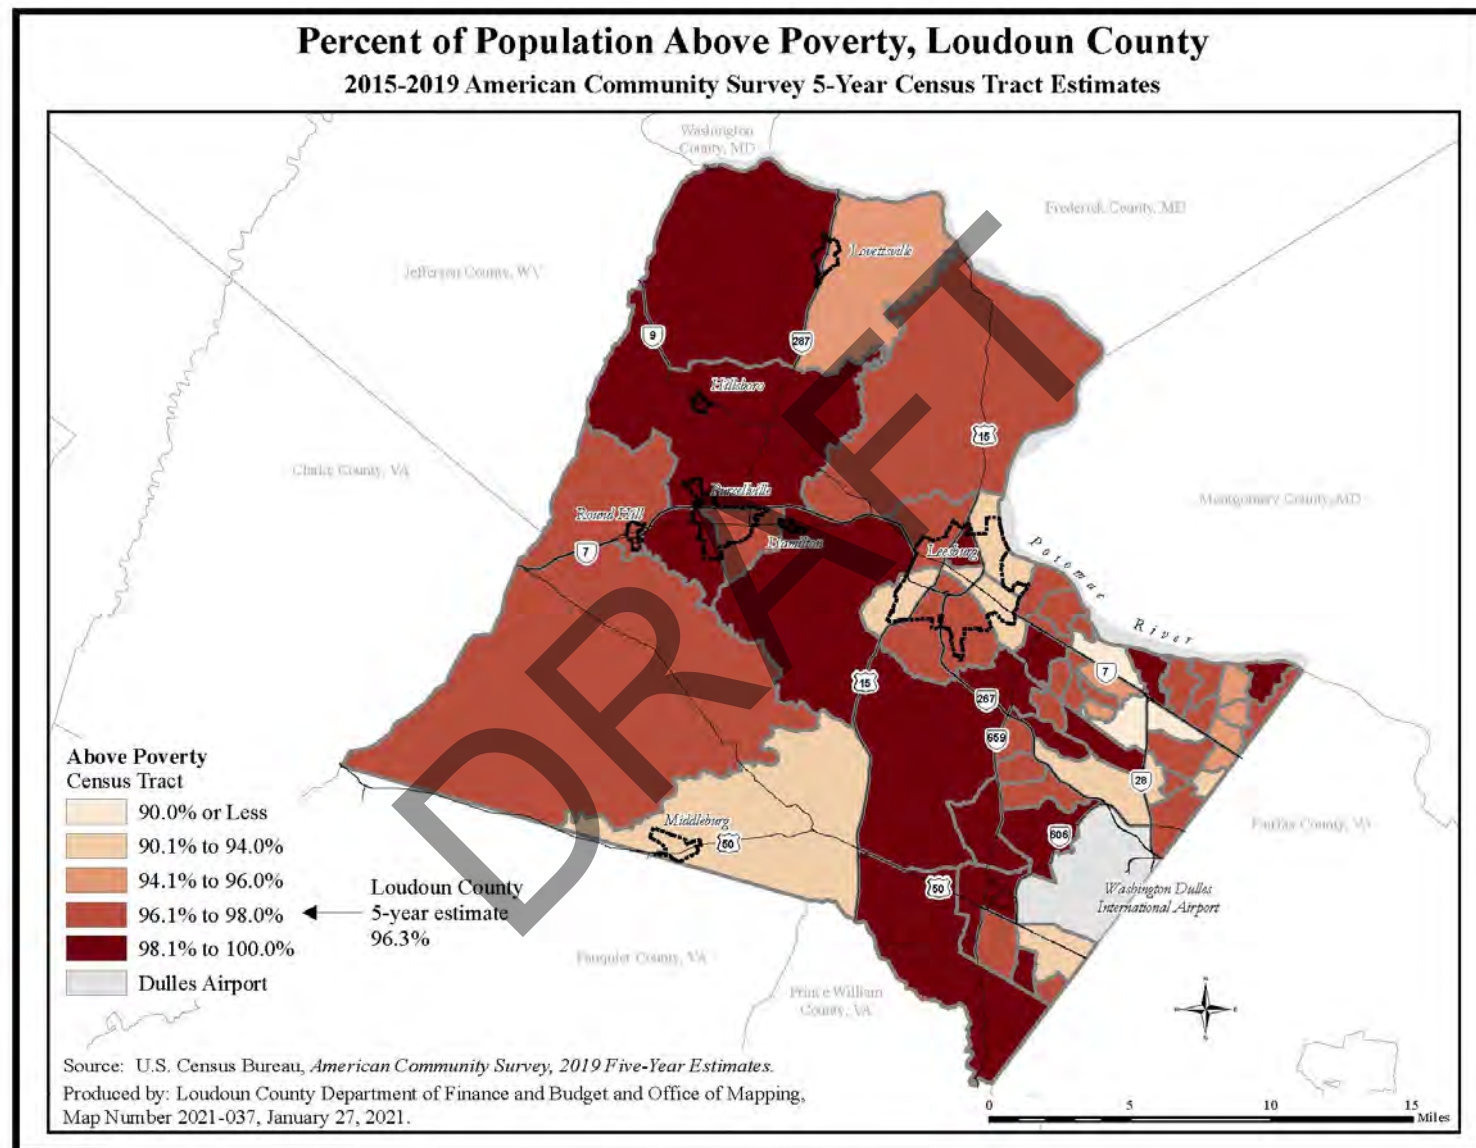 Percent of Population Above Poverty, Loudoun County
2015-2019 American Community Survey 5-Year Census Tract Estimates
Washington
County, MD
Frederick County, MD
Lovettsville
Jefferson County, WV
9
287
Hillsboro
15
Clarke County, VA
Montgomery County, MD
Purcellville
Round Hill
Hamilton
Leesburg
7
Potomac River
7
15
267
659
28
Above Poverty
Census Tract
90.0% or Less
90.1% to 94.0%
94.1% to 96.0%
96.1% to 98.0%
98.1% to 100.0%
Dulles Airport
Loudoun County
5-year estimate
96.3%
Middleburg
50
606
Fairfax County, VA
50
Washington Dulles
International Airport
Fauquier County, VA
Prince William
County, VA
N
W E
S
DRAFT
Source: U.S. Census Bureau, American Community Survey, 2019 Five-Year Estimates.
Produced by: Loudoun County Department of Finance and Budget and Office of Mapping,
Map Number 2021-037, January 27, 2021.
0 5 10 15
Miles